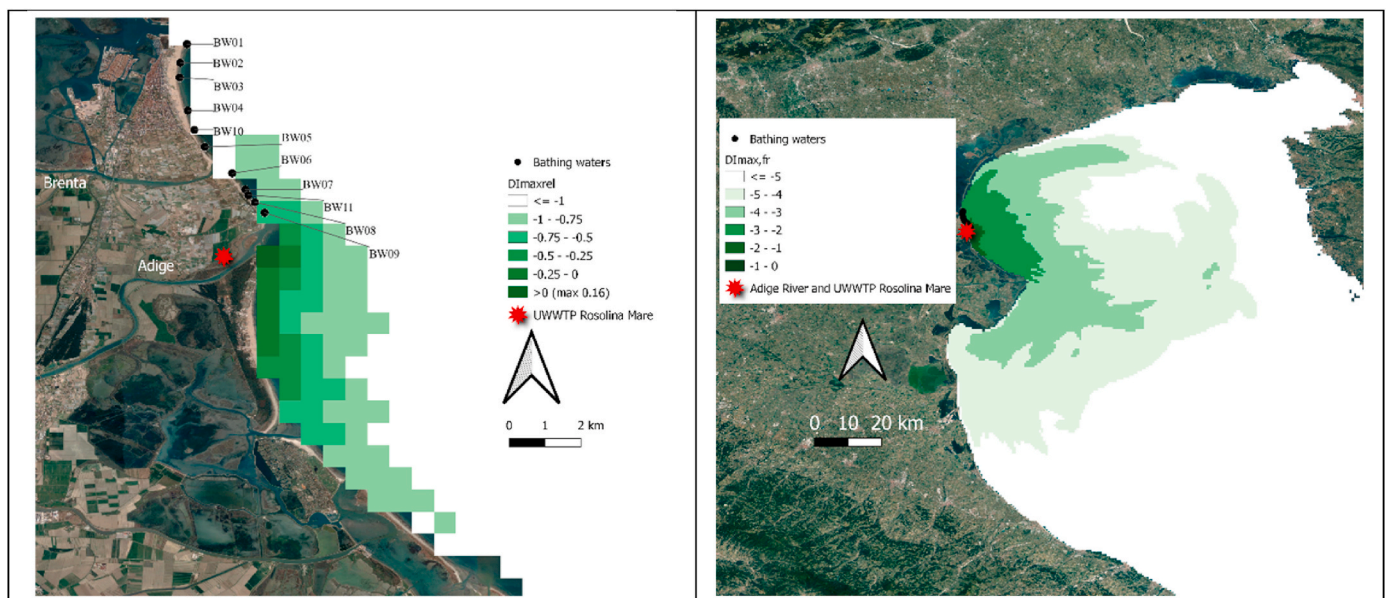 BW01
BW02
BW03
BW04
BW10
BW05
BW06
BW07
BW11
BW08
BW09
Brenta
Adige
Bathing waters
DImaxrel
<= -1
-1 - -0.75
-0.75 - -0.5
-0.5 - -0.25
-0.25 - 0
>0 (max 0.16)
UWWTP Rosolina Mare
0 1 2 km
Bathing waters
DImax,fr
<= -5
-5 - -4
-4 - -3
-3 - -2
-2 - -1
-1 - 0
Adige River and UWWTP Rosolina Mare
0 10 20 km